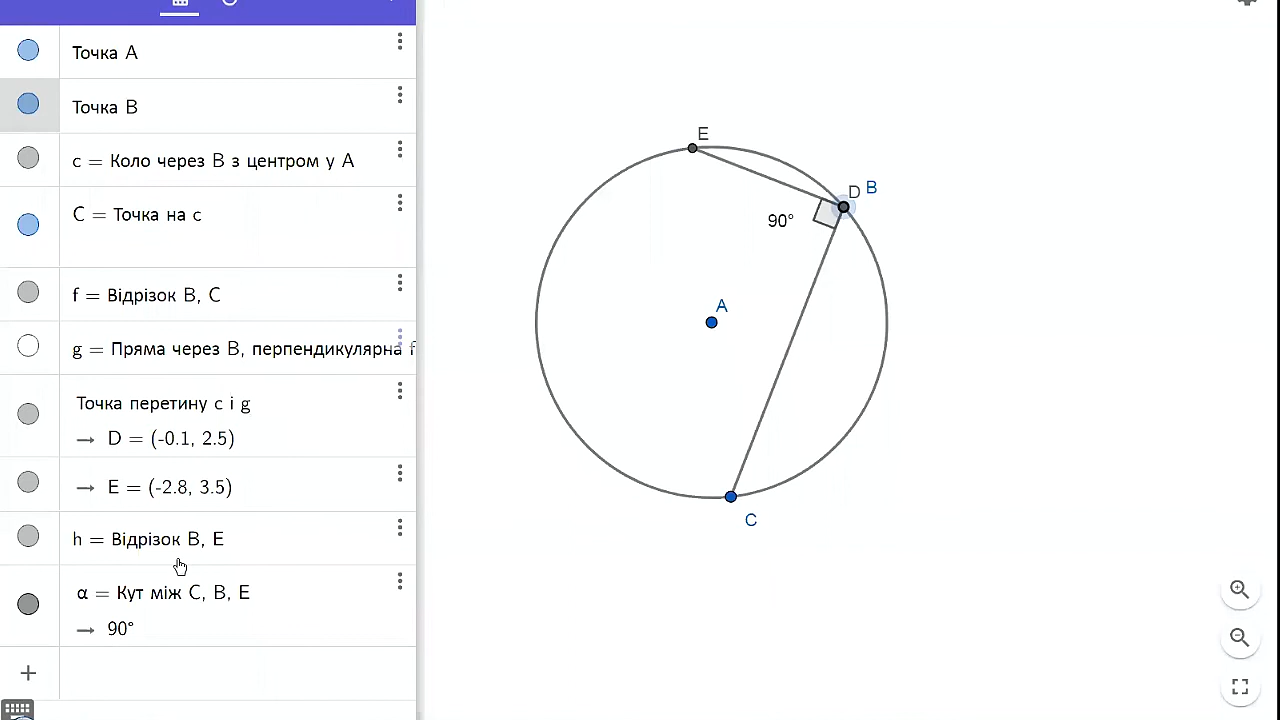 Точка A
Точка B
c = Коло через B з центром у A
C = Точка на c
f = Відрізок B, C
g = Пряма через B, перпендикулярна f
Точка перетину c і g
→ D = (-0.1, 2.5)
→ E = (-2.8, 3.5)
h = Відрізок B, E
α = Кут між C, B, E
→ 90°
E
D B
90°
A
C